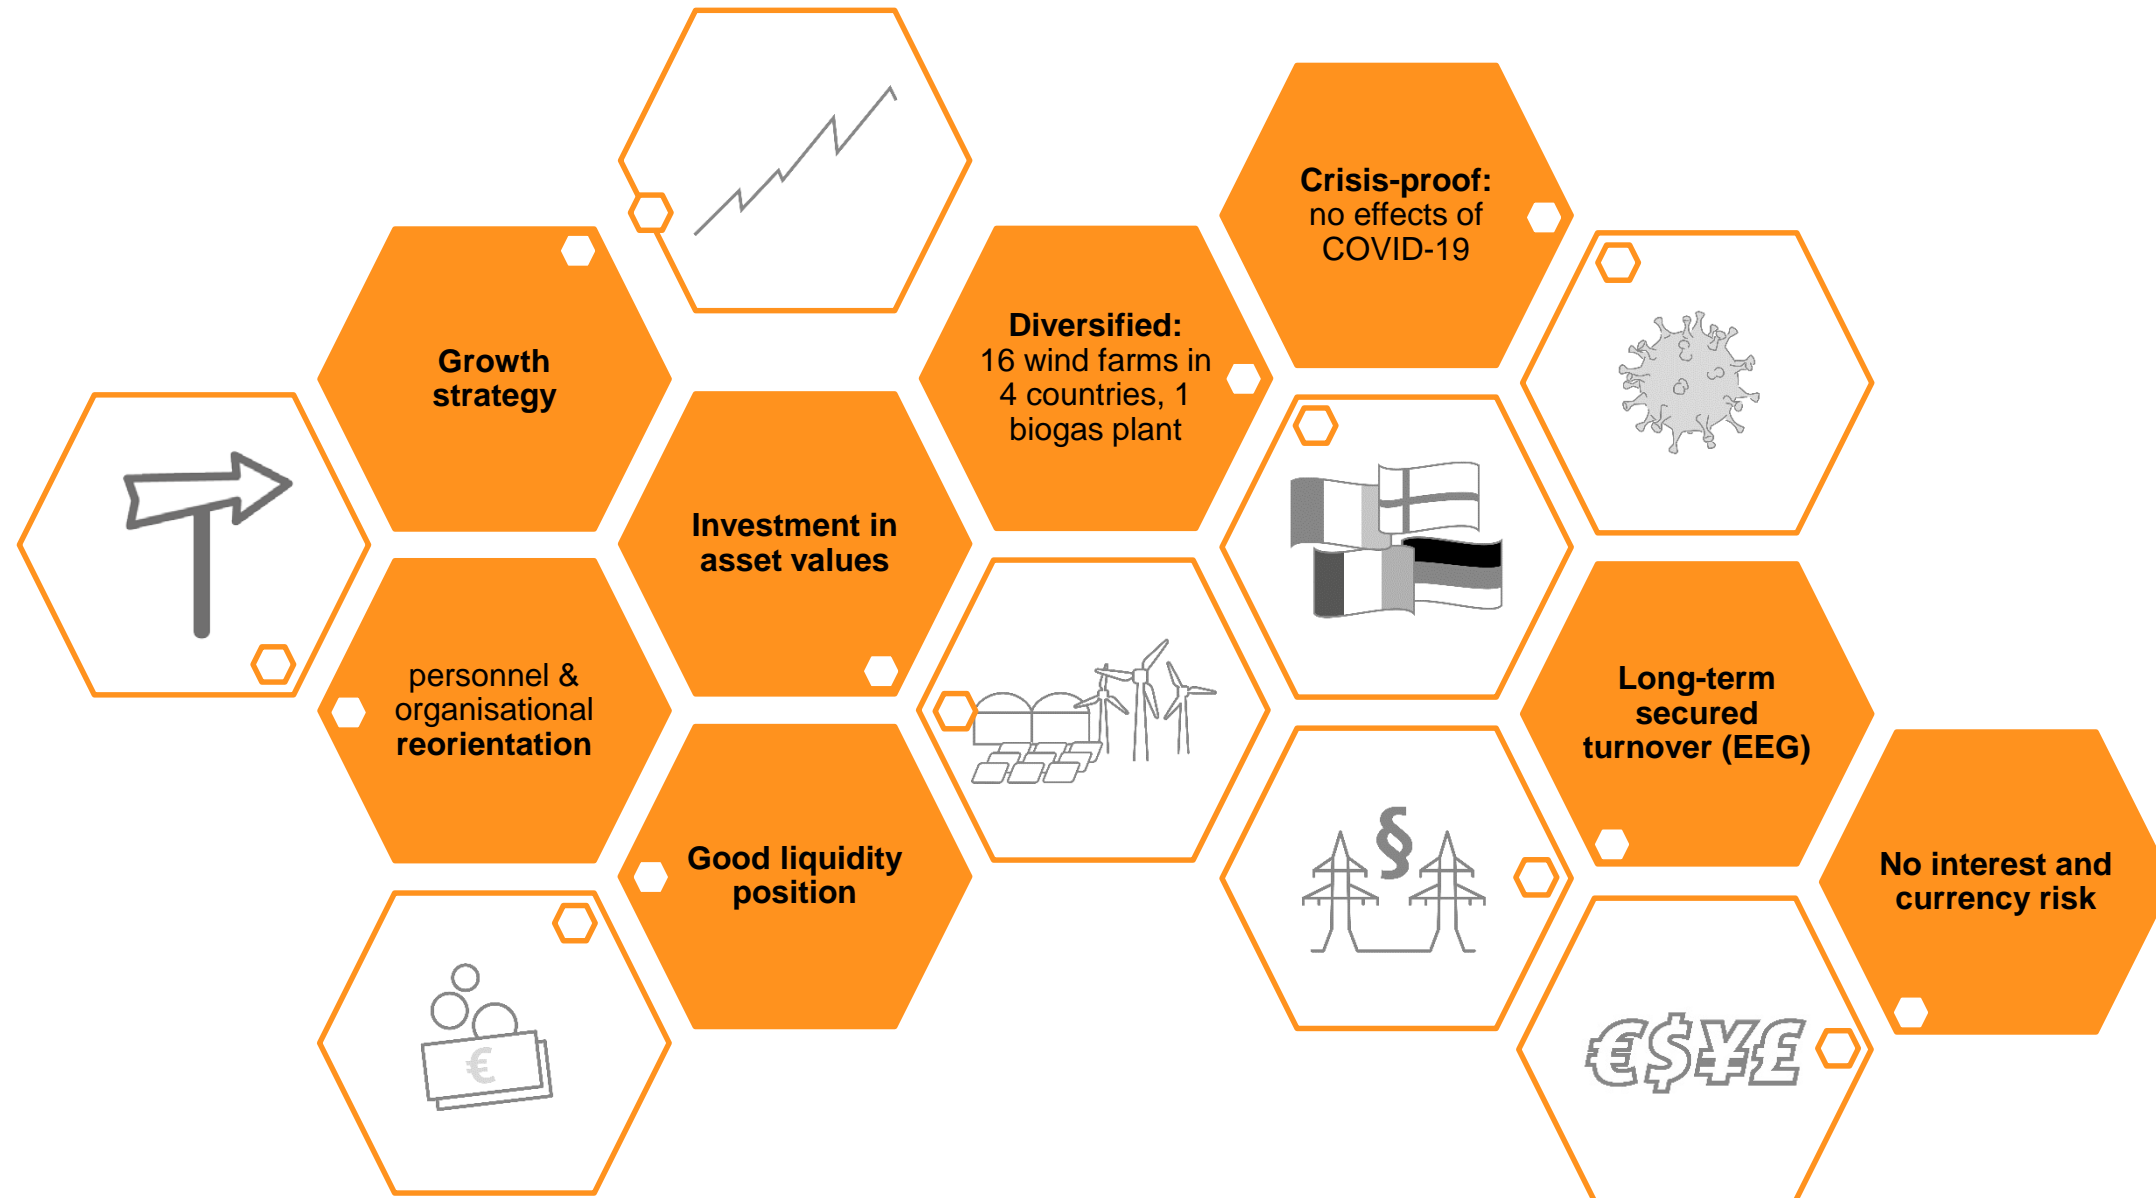 Growth
strategy
personnel &
organisational
reorientation
Investment in
asset values
Good liquidity
position
€
Diversified:
16 wind farms in
4 countries, 1
biogas plant
Crisis-proof:
no effects of
COVID-19
§
Long-term
secured
turnover (EEG)
No interest and
currency risk
€$¥£